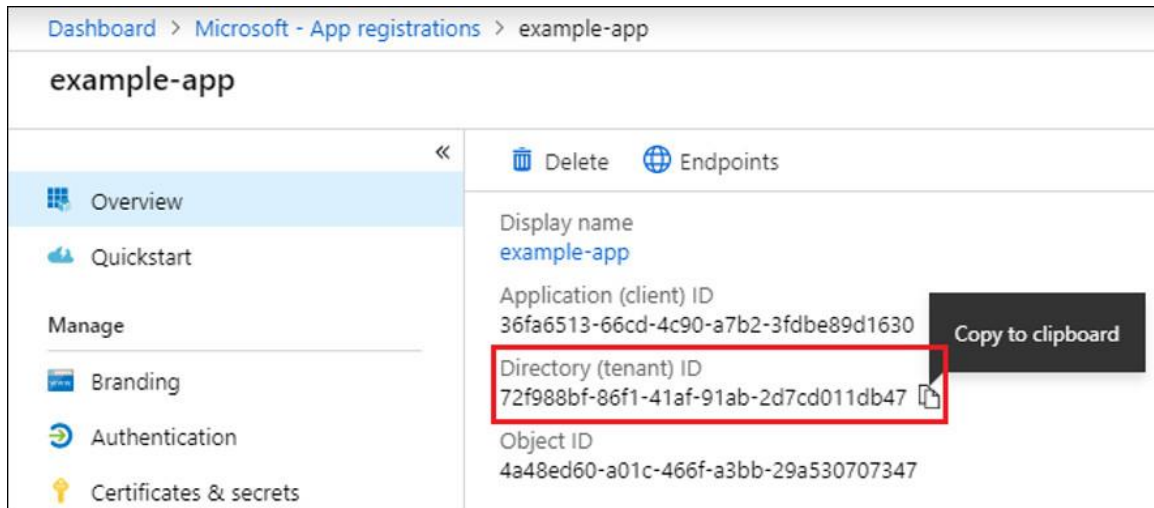 Dashboard > Microsoft - App registrations > example-app
example-app
«
Overview
Quickstart
Manage
Branding
Authentication
Certificates & secrets
Delete Endpoints
Display name
example-app
Application (client) ID
36fa6513-66cd-4c90-a7b2-3fdbe89d1630
Copy to clipboard
Directory (tenant) ID
72f988bf-86f1-41af-91ab-2d7cd011db47
Object ID
4a48ed60-a01c-466f-a3bb-29a530707347